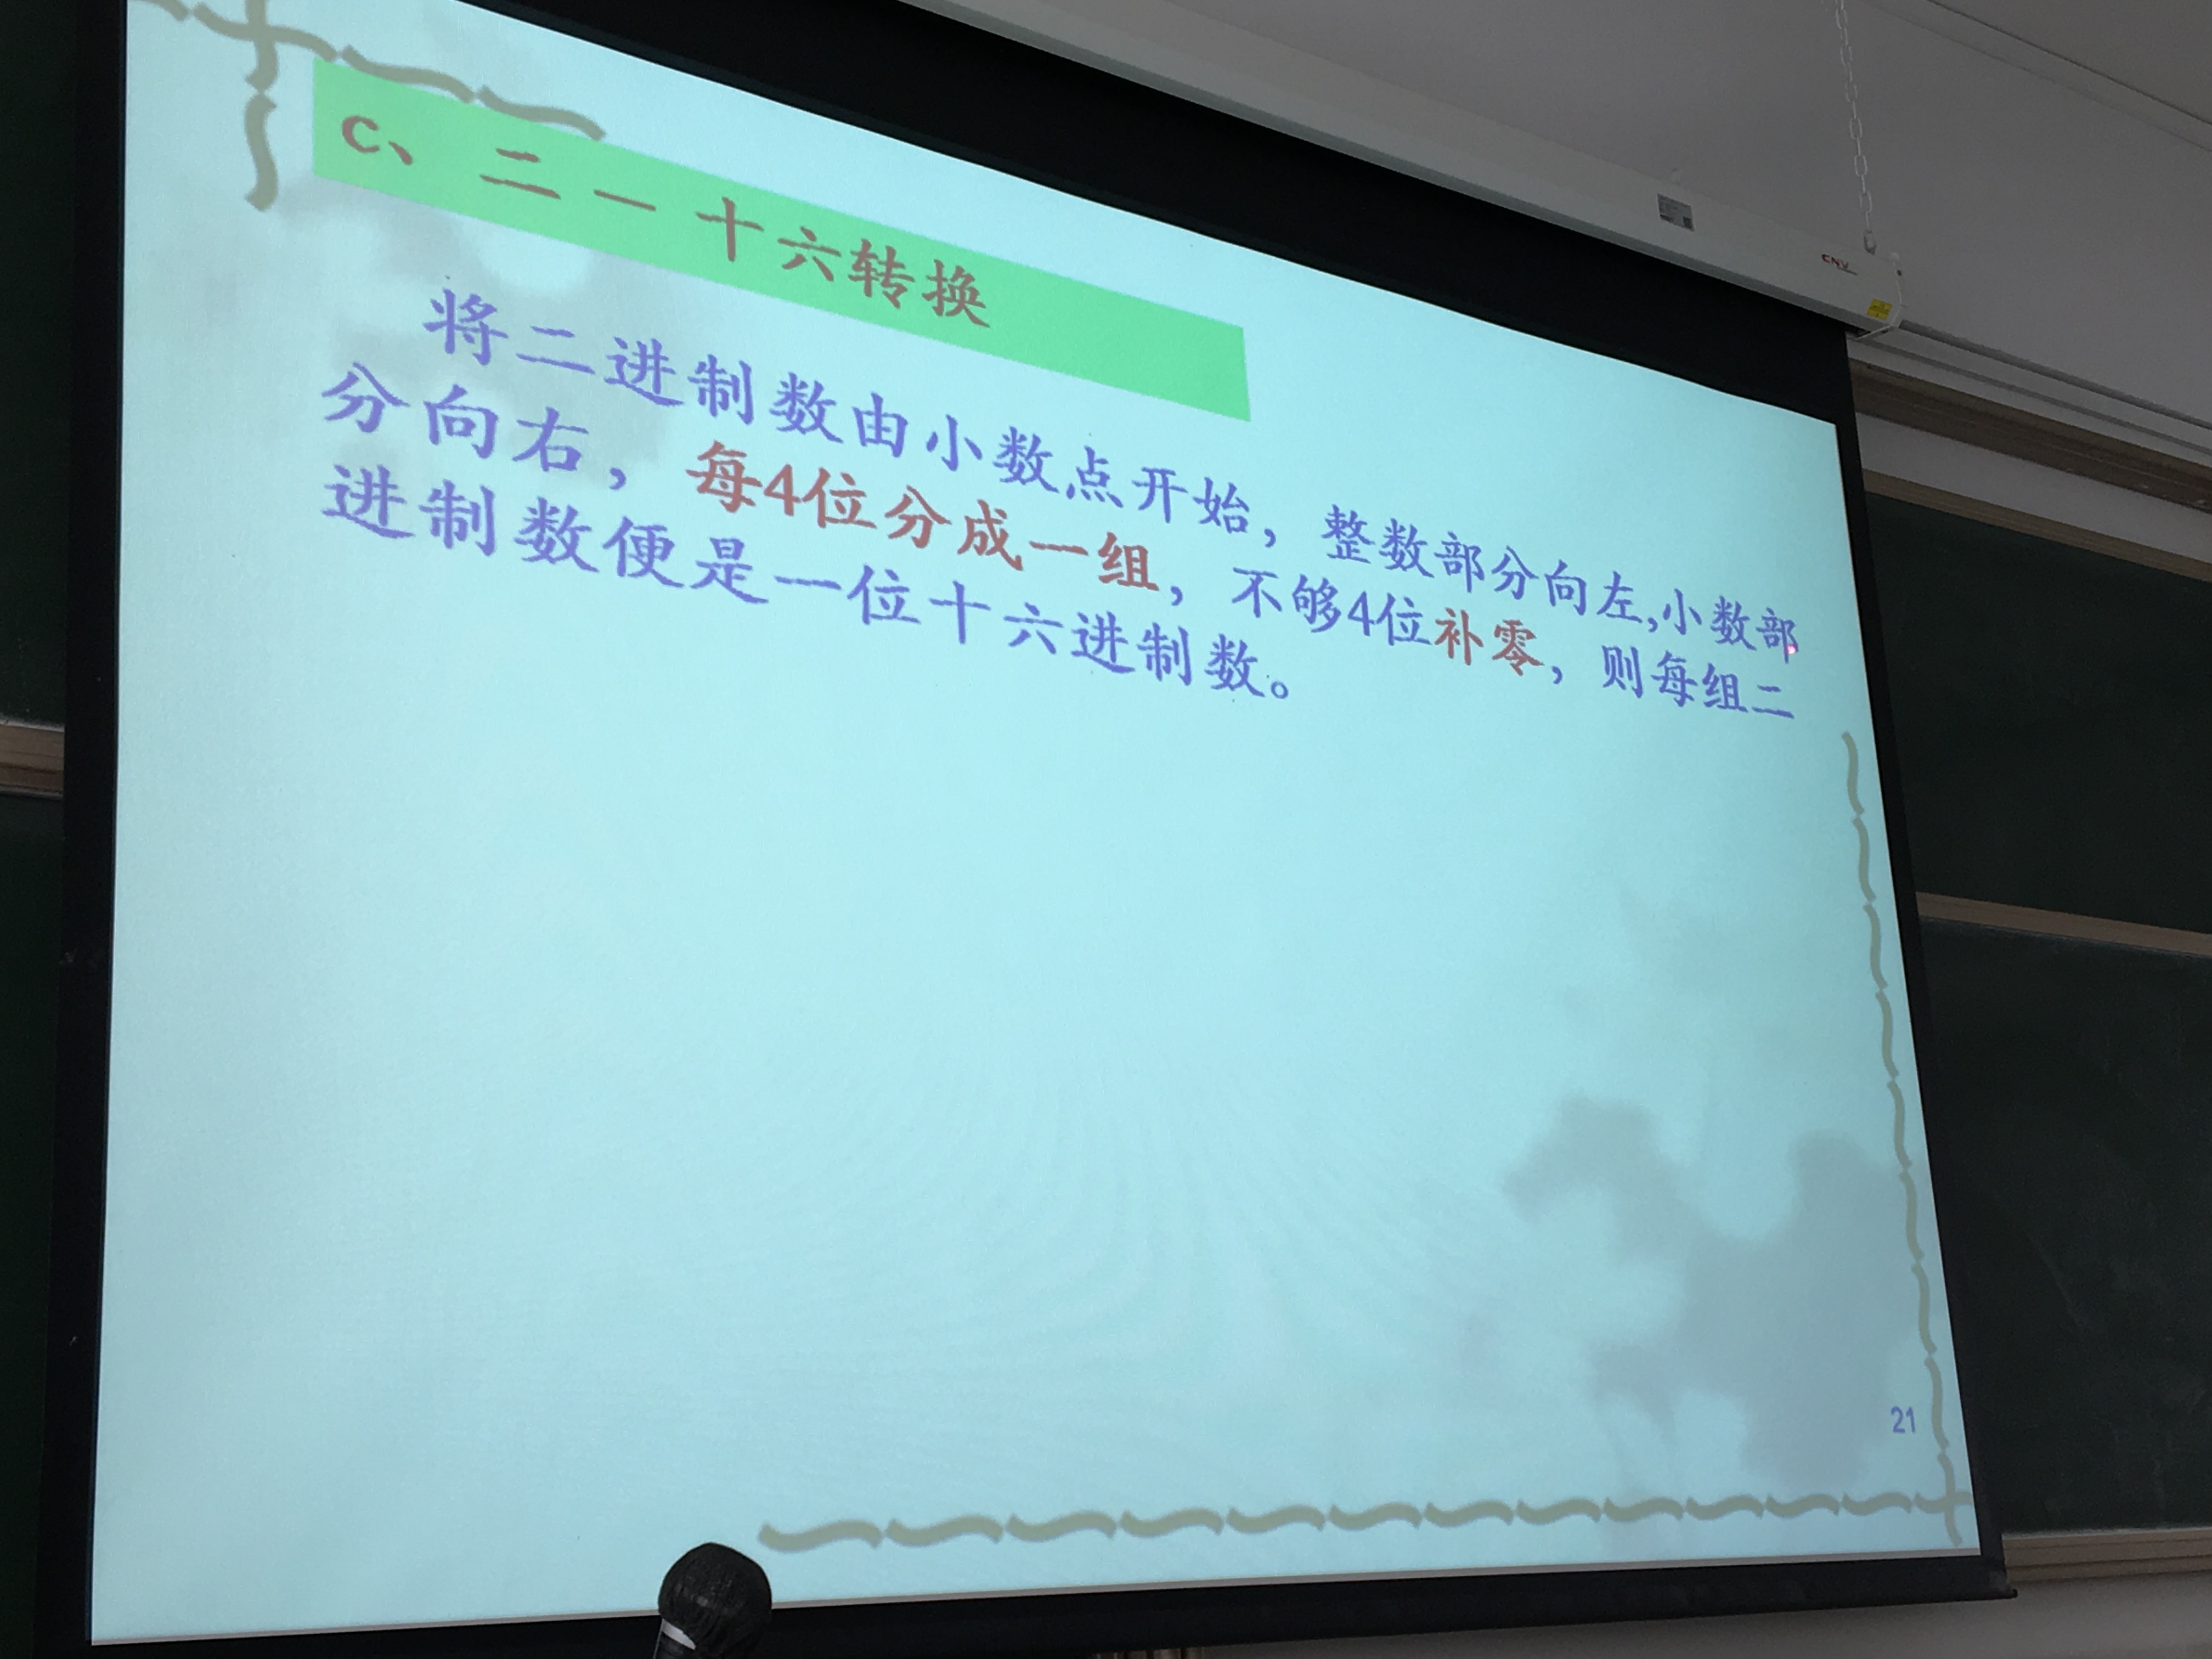 c、 二 — 十六转换
将二进制数由小数点开始，整数部分向左,小数部
分向右，每4位分成一组，不够4位补零，则每组二
进制数便是一位十六进制数。
21
CNV